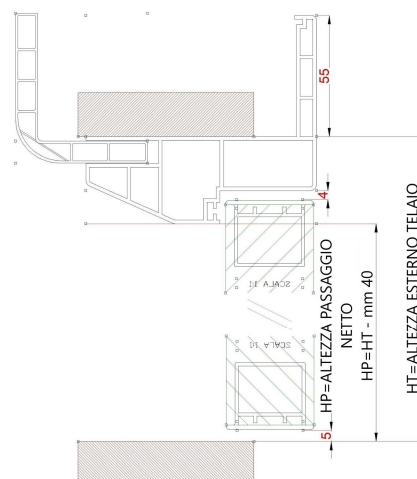 55
4
SCALA 1:1
SCALA 1:1
HP=ALTEZZA PASSAGGIO
NETTO
HP=HT - mm 40
HT=ALTEZZA ESTERNO TELAIO
5